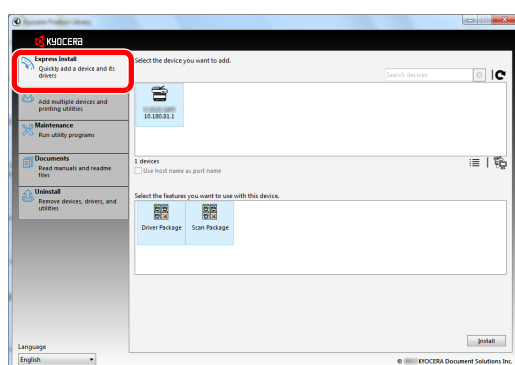 KYOCERA
Express Install
Quickly add a device and its
drivers
Add multiple devices and
printing utilities
Maintenance
Run utility programs
Documents
Read manuals and readme
files
Uninstall
Remove devices, drivers, and
utilities
Language
English
Select the device you want to add.
Search devices
10.180.81.1
1 devices
Use host name as port name
Select the features you want to use with this device.
Driver Package
Scan Package
Install
© KYOCERA Document Solutions Inc.